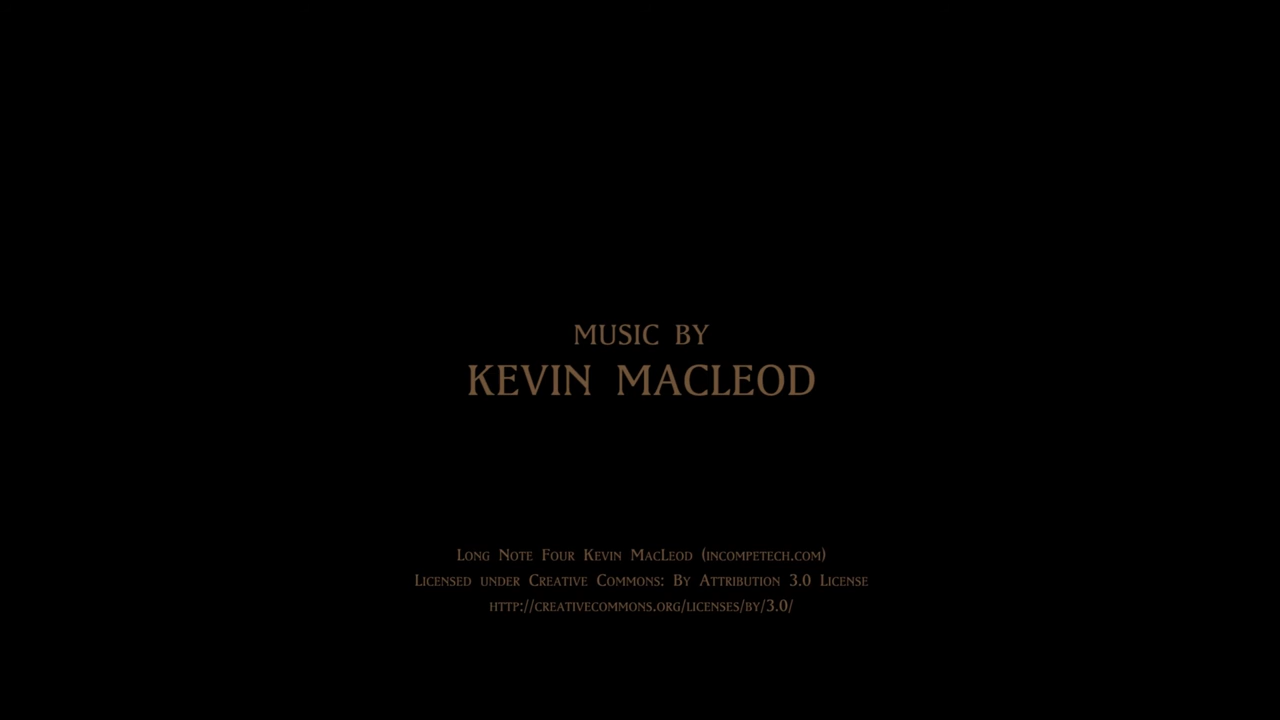 MUSIC BY
KEVIN MACLEOD
Long Note Four Kevin MacLeod (incompetech.com)
Licensed under Creative Commons: By Attribution 3.0 License
http://creativecommons.org/licenses/by/3.0/